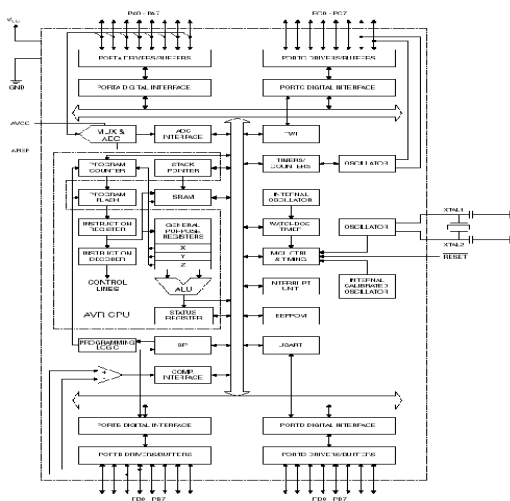 VCC
PA0 - PA7
PC0 - PC7
PORTA DRIVERS/BUFFERS
PORTC DRIVERS/BUFFERS
GND
PORTA DIGITAL INTERFACE
PORTC DIGITAL INTERFACE
AVCC
MUX &
ADC
ADC
INTERFACE
TWI
AREF
PROGRAM
COUNTER
STACK
POINTER
TIMERS/
COUNTERS
OSCILLATOR
PROGRAM
FLASH
SRAM
INTERNAL
OSCILLATOR
INSTRUCTION
REGISTER
GENERAL
PURPOSE
REGISTERS
WATCHDOG
TIMER
OSCILLATOR
XTAL1
X
XTAL2
INSTRUCTION
DECODER
Y
MCU CTRL.
& TIMING
RESET
Z
CONTROL
LINES
ALU
INTERRUPT
UNIT
INTERNAL
CALIBRATED
OSCILLATOR
AVR CPU
STATUS
REGISTER
EEPROM
PROGRAMMING
LOGIC
SPI
USART
+
-
COMP.
INTERFACE
PORTB DIGITAL INTERFACE
PORTD DIGITAL INTERFACE
PORTB DRIVERS/BUFFERS
PORTD DRIVERS/BUFFERS
PB0 - PB7
PD0 - PD7